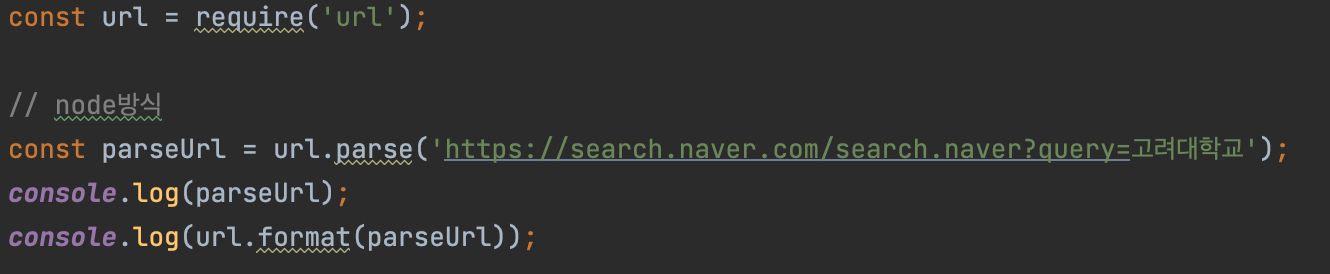 const url = require('url');
// node방식
const parseUrl = url.parse('https://search.naver.com/search.naver?query=고려대학교');
console.log(parseUrl);
console.log(url.format(parseUrl));